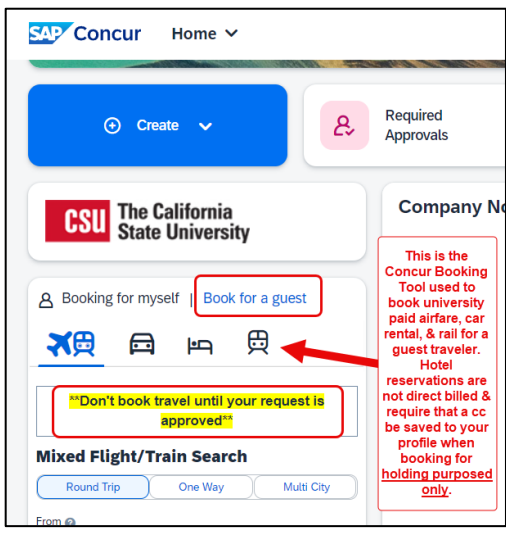 SAP Concur Home
Create
Required
Approvals
CSU The California
State University
Company No
This is the
Concur Booking
Tool used to
book university
paid airfare, car
rental, & rail for a
guest traveler.
Hotel
reservations are
not direct billed &
require that a cc
be saved to your
profile when
booking for
holding purposed
only.
Booking for myself | Book for a guest
**Don't book travel until your request is
approved**
Mixed Flight/Train Search
Round Trip One Way Multi City
From